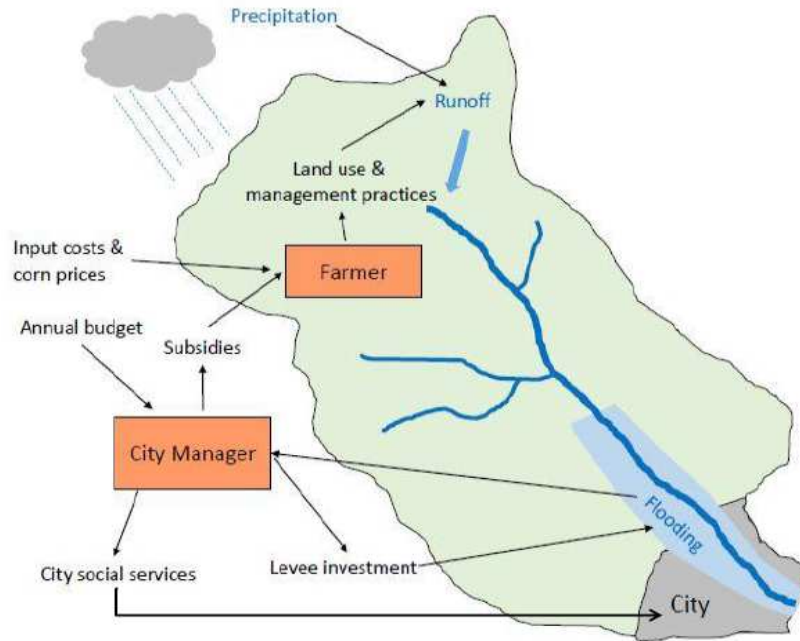 Precipitation
Runoff
Land use &
management practices
Input costs &
corn prices
Farmer
Annual budget
Subsidies
City Manager
Flooding
City social services
Levee investment
City